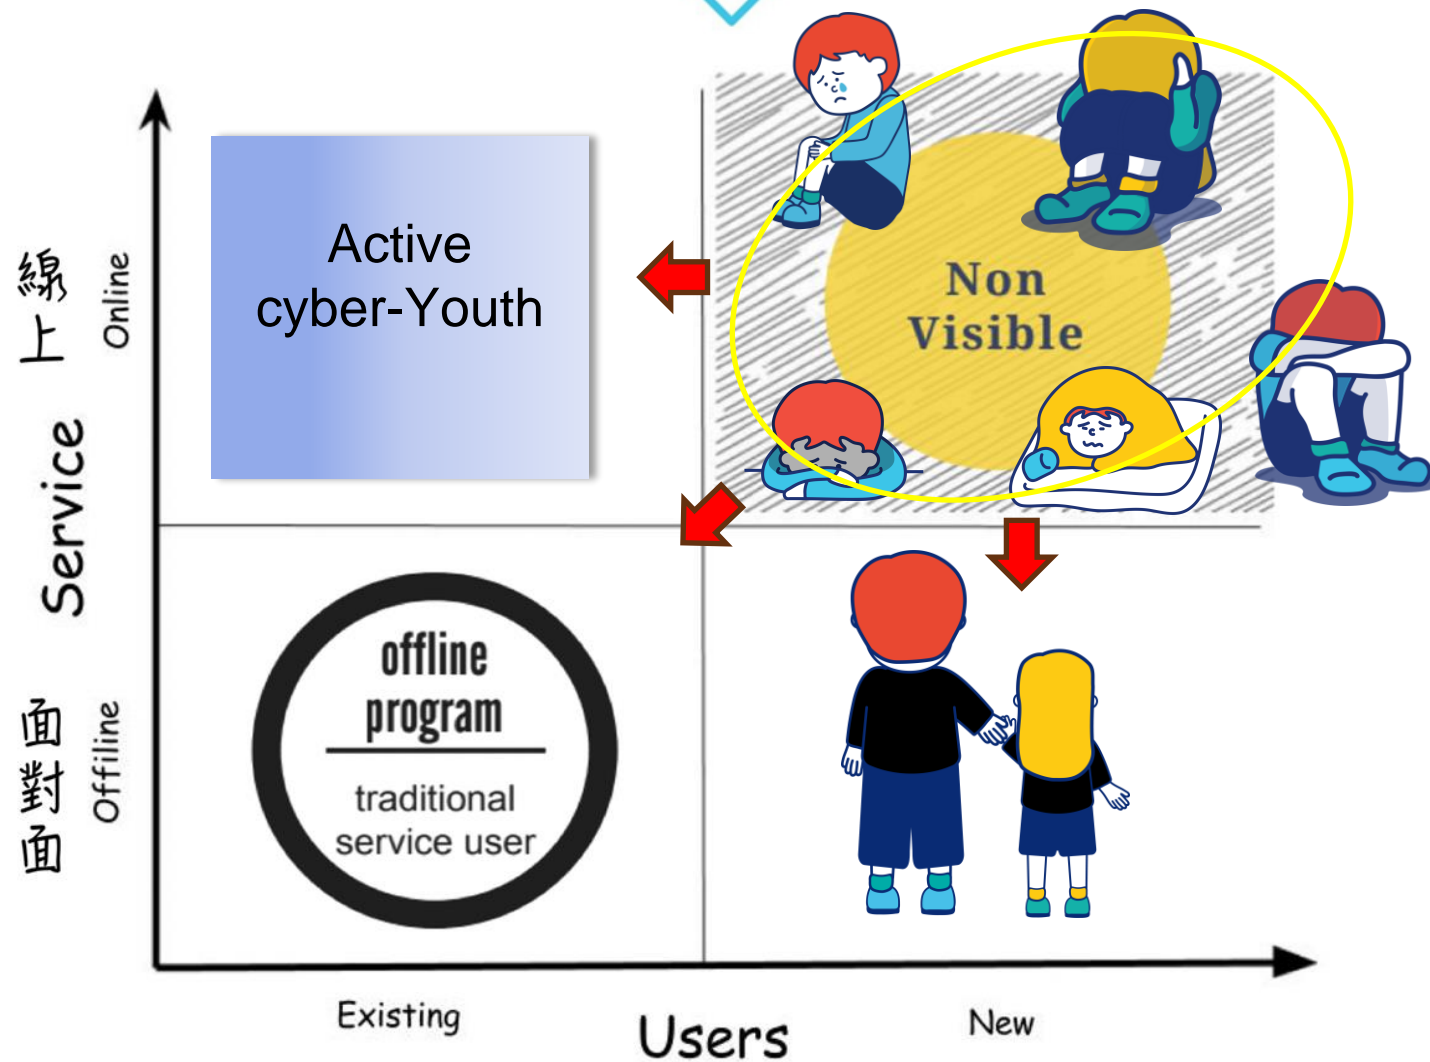 Active
cyber-Youth
Non
Visible
線上
Online
Service
面對面
Offiline
offline
program
traditional
service user
Existing
Users
New